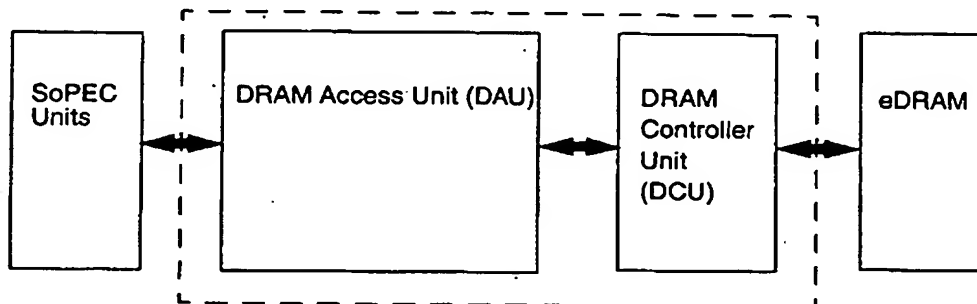 SoPEC
Units
DRAM Access Unit (DAU)
DRAM
Controller
Unit
(DCU)
eDRAM